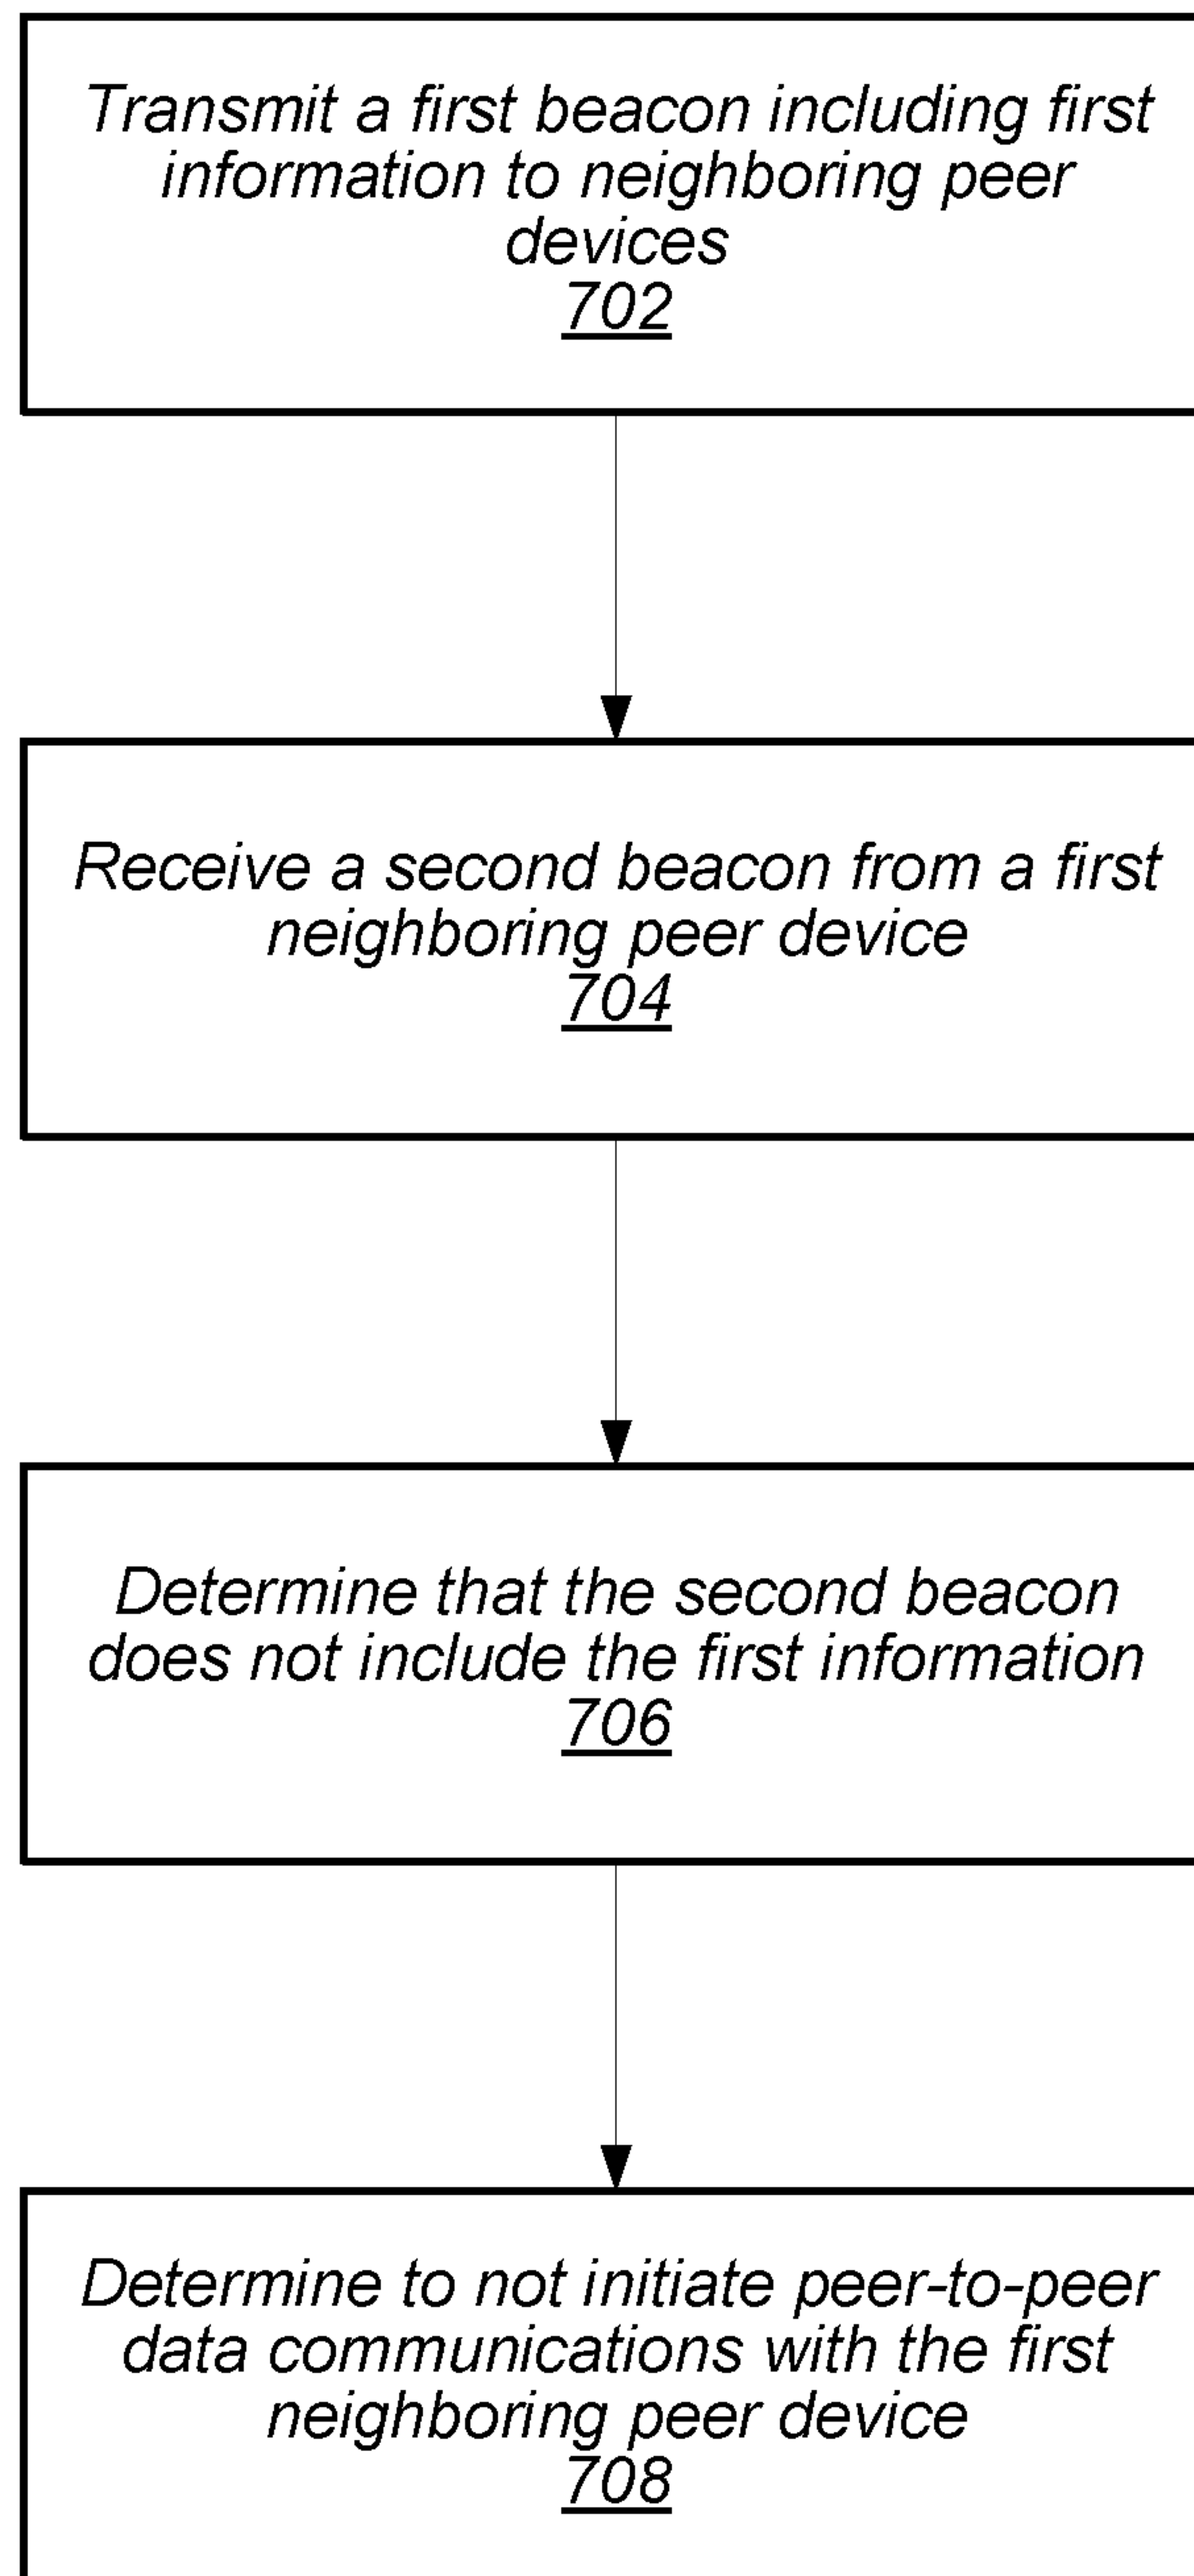 Transmit a first beacon including first
information to neighboring peer
devices
702
Receive a second beacon from a first
neighboring peer device
704
Determine that the second beacon
does not include the first information
706
Determine to not initiate peer-to-peer
data communications with the first
neighboring peer device
708